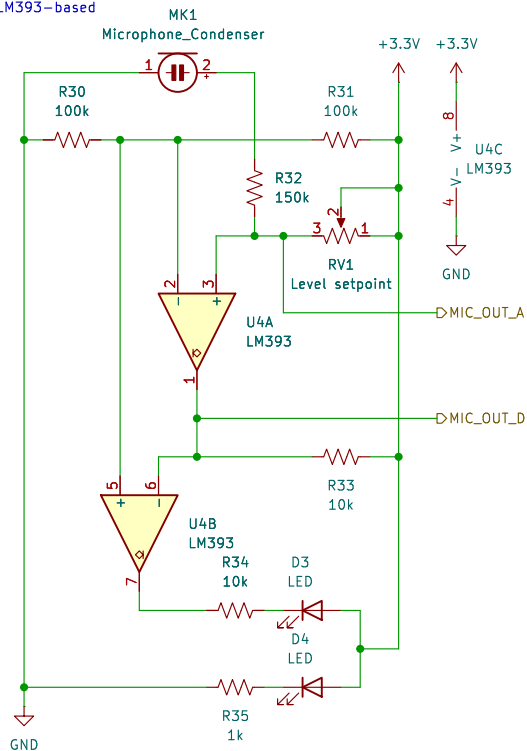 LM393-based
MK1
Microphone_Condenser
+3.3V
+3.3V
1
2
+
R30
100k
R31
100k
8
V+
U4C
LM393
V-
4
GND
R32
150k
2
3
1
RV1
Level setpoint
2
3
-
+
MIC_OUT_A
U4A
LM393
1
MIC_OUT_D
R33
10k
5
6
+
-
U4B
LM393
7
R34
10k
D3
LED
D4
LED
R35
1k
GND